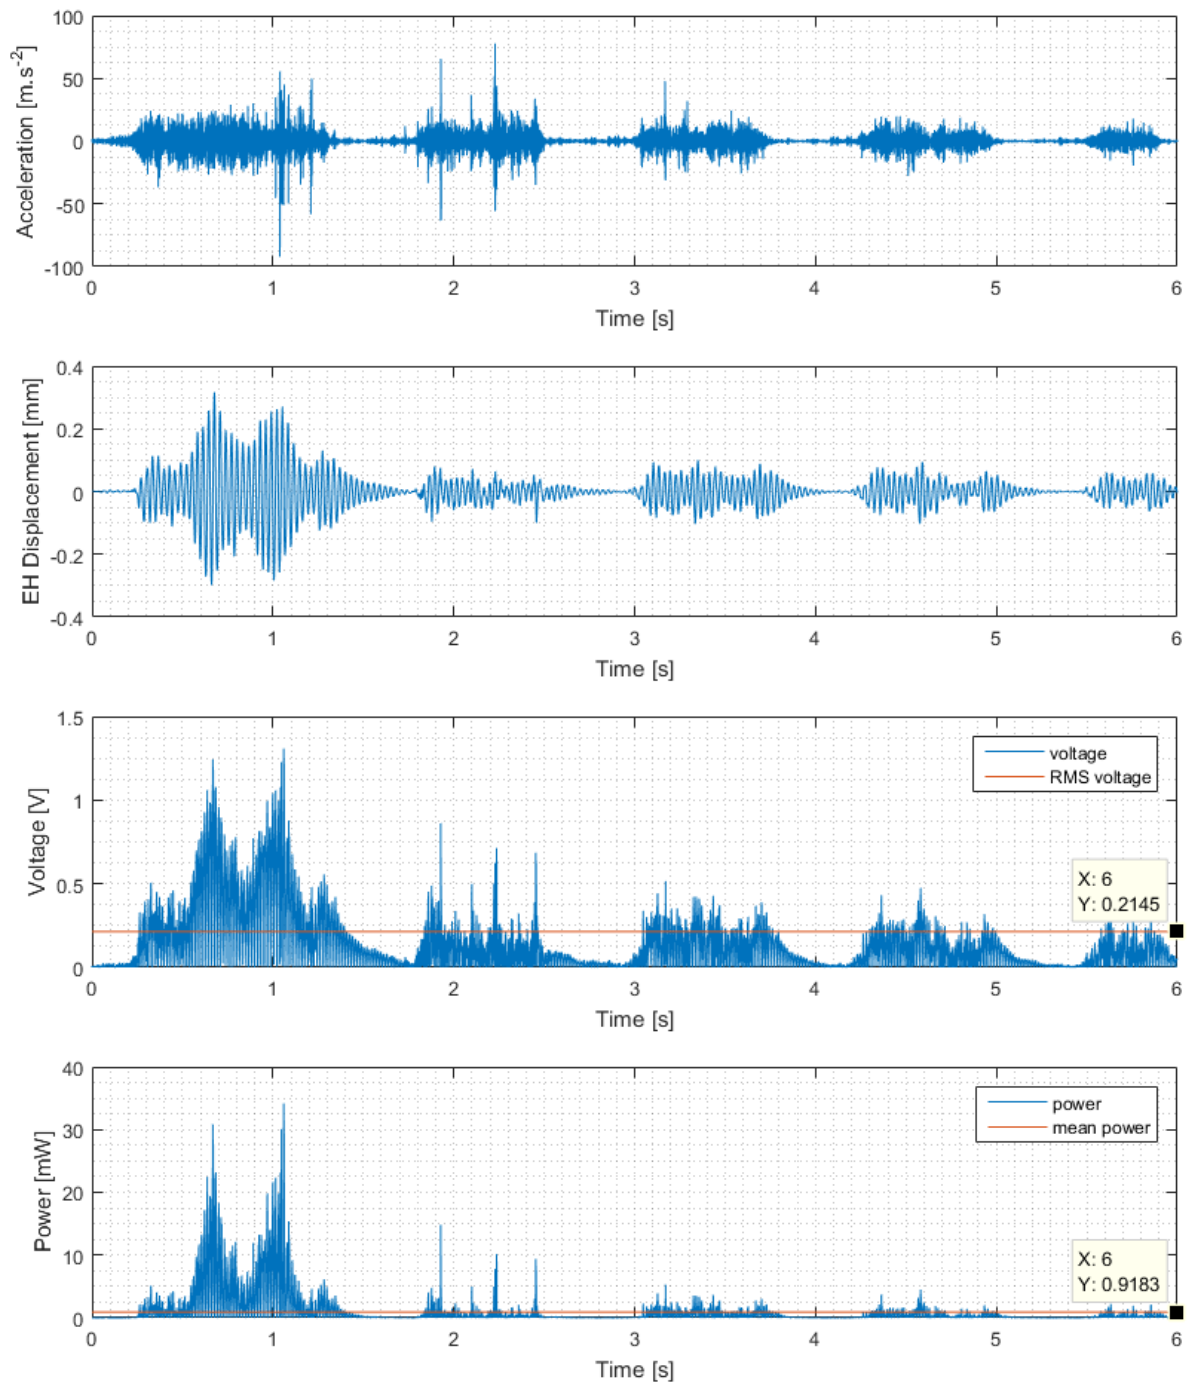 100
50
0
-50
-100
Acceleration [m.s-2]
0 1 2 3 4 5 6
Time [s]
0.4
0.2
0
-0.2
-0.4
EH Displacement [mm]
0 1 2 3 4 5 6
Time [s]
1.5
1
0.5
0
Voltage [V]
voltage
RMS voltage
X: 6
Y: 0.2145
0 1 2 3 4 5 6
Time [s]
40
30
20
10
0
Power [mW]
power
mean power
X: 6
Y: 0.9183
0 1 2 3 4 5 6
Time [s]